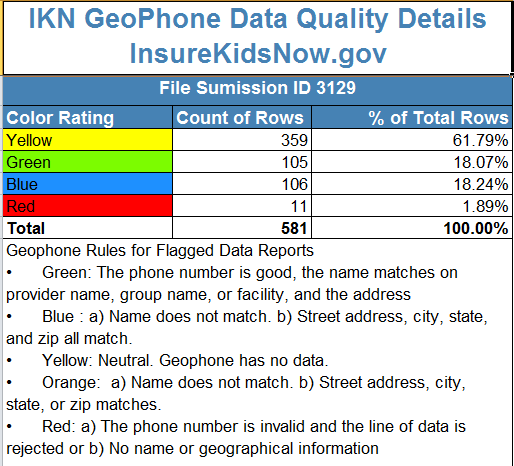 IKN GeoPhone Data Quality Details
InsureKidsNow.gov
File Sumission ID 3129
Color Rating Count of Rows % of Total Rows
Yellow 359 61.79%
Green 105 18.07%
Blue 106 18.24%
Red 11 1.89%
Total 581 100.00%
Geophone Rules for Flagged Data Reports
• Green: The phone number is good, the name matches on
provider name, group name, or facility, and the address
• Blue : a) Name does not match. b) Street address, city, state,
and zip all match.
• Yellow: Neutral. Geophone has no data.
• Orange: a) Name does not match. b) Street address, city,
state, or zip matches.
• Red: a) The phone number is invalid and the line of data is
rejected or b) No name or geographical information